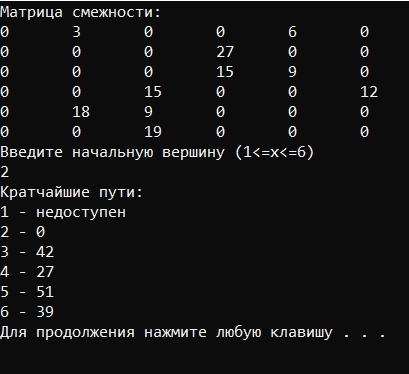 Матрица смежности:
0 3 0 0 6 0
0 0 0 27 0 0
0 0 0 15 9 0
0 0 15 0 0 12
0 18 9 0 0 0
0 0 19 0 0 0
Введите начальную вершину (1<=x<=6)
2
Кратчайшие пути:
1 - недоступен
2 - 0
3 - 42
4 - 27
5 - 51
6 - 39
Для продолжения нажмите любую клавишу . . .